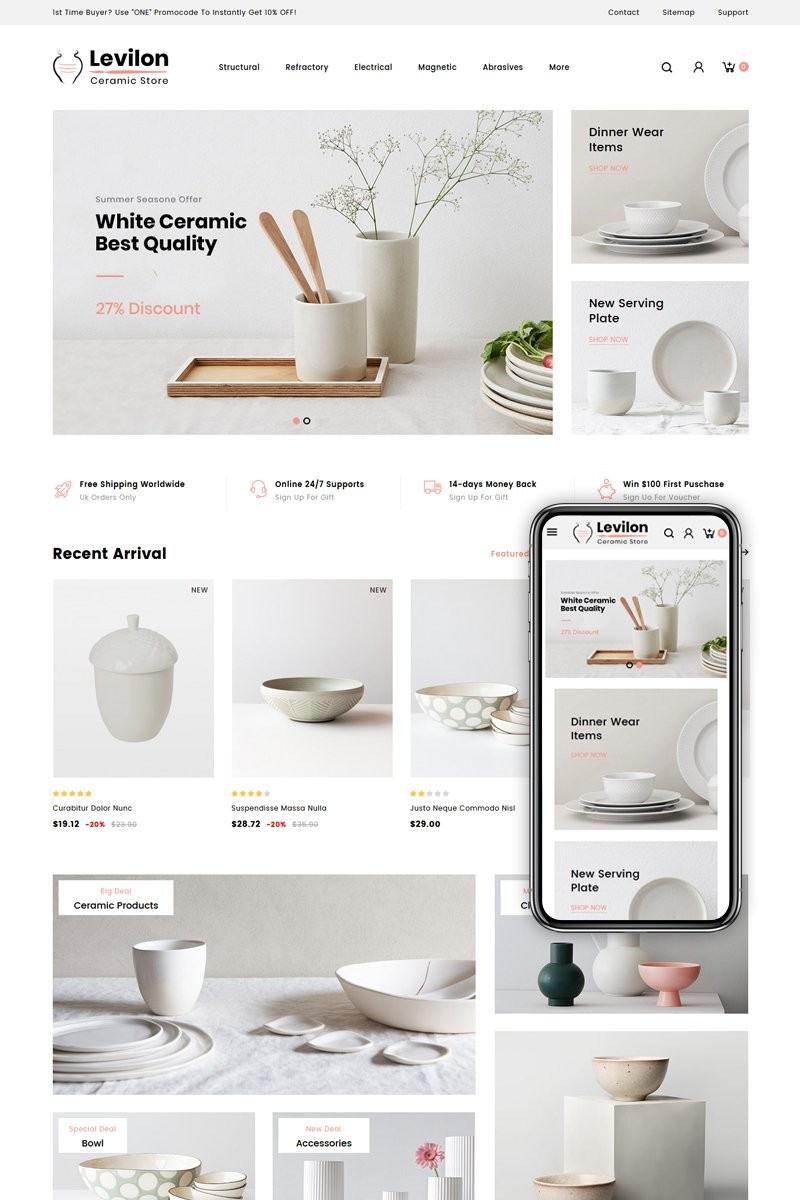 1st Time Buyer? Use "ONE" Promocode To Instantly Get 10% OFF!
Contact Sitemap Support
Levilon
Ceramic Store
Structural Refractory Electrical Magnetic Abrasives More
0
Summer Seasone Offer
White Ceramic
Best Quality
27% Discount
Dinner Wear
Items
SHOP NOW
New Serving
Plate
SHOP NOW
Free Shipping Worldwide
Uk Orders Only
Online 24/7 Supports
Sign Up For Gift
14-days Money Back
Sign Up For Gift
Win $100 First Puschase
Sign Uo For Voucher
Recent Arrival
Featured
NEW
NEW
Curabitur Dolor Nunc
$19.12 -20% $23.90
Suspendisse Massa Nulla
$28.72 -20% $35.90
Justo Neque Commodo Nisl
$29.00
Levilon
Ceramic Store
0
Summer Seasone Offer
White Ceramic
Best Quality
27% Discount
Dinner Wear
Items
SHOP NOW
New Serving
Plate
SHOP NOW
Big Deal
Ceramic Products
Special Deal
Bowl
New Deal
Accessories